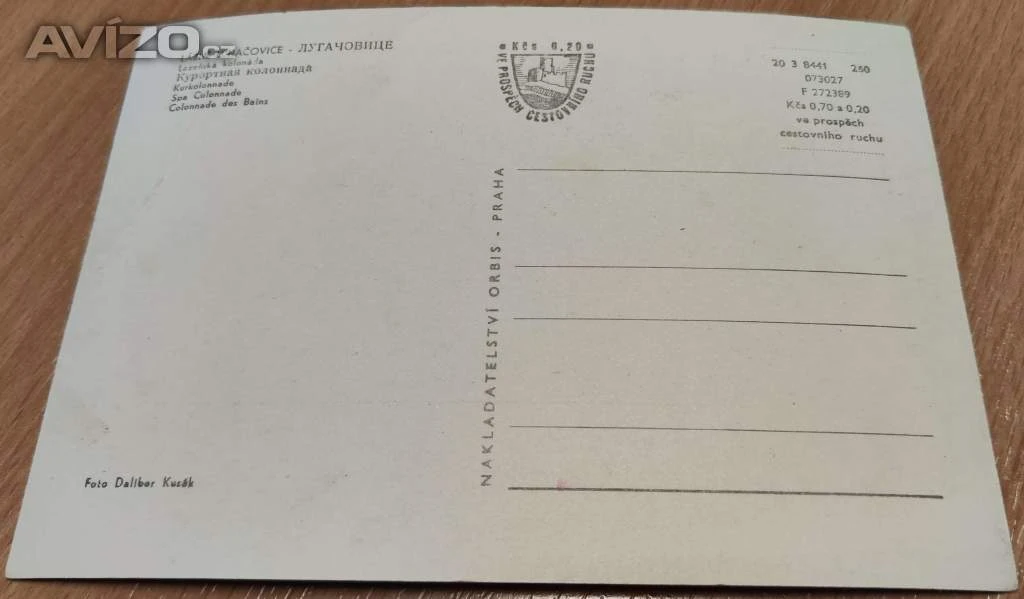 AVÍZO.cz
HAČOVICE - ЛУГАЧОВИЦЕ
Lázeňská kolonáda
Курортная колоннада
Kurkolonnade
Spa Colonnade
Colonnade des Bains
Kčs 0,20
VE PROSPĚCH CESTOVNÍHO RUCHU
20 3 8441 260
073027
F 272389
Kčs 0,70 a 0,20
ve prospěch
cestovního ruchu
NAKLADATELSTVÍ ORBIS - PRAHA
Foto Dalibor Kusák